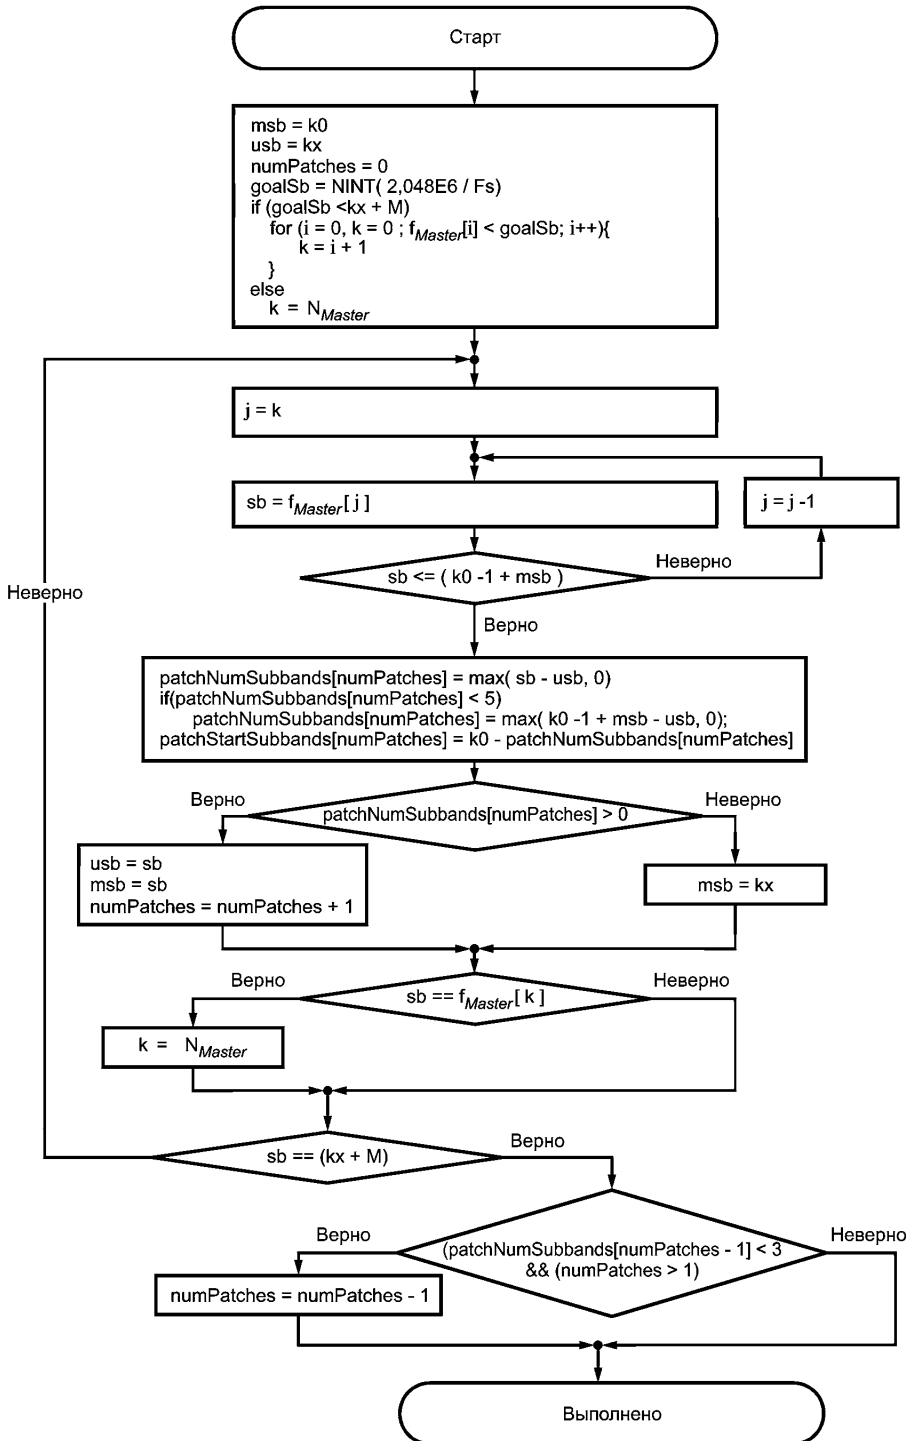 Старт
msb = k0
usb = kx
numPatches = 0
goalSb = NINT( 2,048E6 / Fs)
if (goalSb <kx + M)
for (i = 0, k = 0 ; fMaster[i] < goalSb; i++){
k = i + 1
}
else
k = NMaster
j = k
sb = fMaster[ j ]
j = j -1
sb <= ( k0 -1 + msb )
Неверно
Неверно
Верно
patchNumSubbands[numPatches] = max( sb - usb, 0)
if(patchNumSubbands[numPatches] < 5)
patchNumSubbands[numPatches] = max( k0 -1 + msb - usb, 0);
patchStartSubbands[numPatches] = k0 - patchNumSubbands[numPatches]
Верно
Неверно
patchNumSubbands[numPatches] > 0
usb = sb
msb = sb
numPatches = numPatches + 1
msb = kx
Верно
Неверно
sb == fMaster[ k ]
k = NMaster
Верно
sb == (kx + M)
Верно
Неверно
(patchNumSubbands[numPatches - 1] < 3
&& (numPatches > 1)
numPatches = numPatches - 1
Выполнено